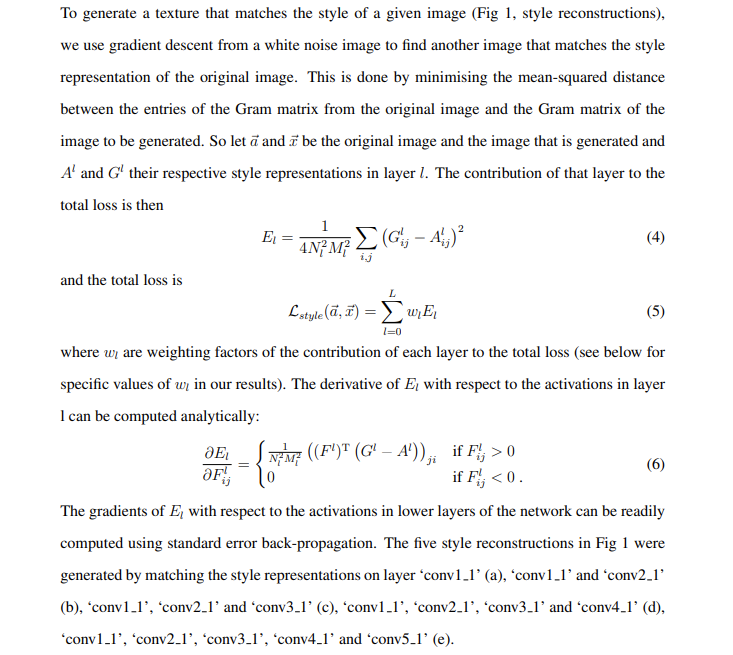 To generate a texture that matches the style of a given image (Fig 1, style reconstructions),
we use gradient descent from a white noise image to find another image that matches the style
representation of the original image. This is done by minimising the mean-squared distance
between the entries of the Gram matrix from the original image and the Gram matrix of the
image to be generated. So let $\vec{a}$ and $\vec{x}$ be the original image and the image that is generated and
$A^l$ and $G^l$ their respective style representations in layer $l$. The contribution of that layer to the
total loss is then
$E_l = \frac{1}{4N_l^2 M_l^2} \sum_{i,j} \left(G_{ij}^l - A_{ij}^l\right)^2$ (4)
and the total loss is
$\mathcal{L}_{style}(\vec{a}, \vec{x}) = \sum_{l=0}^{L} w_l E_l$ (5)
where $w_l$ are weighting factors of the contribution of each layer to the total loss (see below for
specific values of $w_l$ in our results). The derivative of $E_l$ with respect to the activations in layer
l can be computed analytically:
$\frac{\partial E_l}{\partial F_{ij}^l} = \begin{cases} \frac{1}{N_l^2 M_l^2} \left((F^l)^{\mathrm{T}} \left(G^l - A^l\right)\right)_{ji} & \text{if } F_{ij}^l > 0 \\ 0 & \text{if } F_{ij}^l < 0 \,. \end{cases}$ (6)
The gradients of $E_l$ with respect to the activations in lower layers of the network can be readily
computed using standard error back-propagation. The five style reconstructions in Fig 1 were
generated by matching the style representations on layer ‘conv1_1’ (a), ‘conv1_1’ and ‘conv2_1’
(b), ‘conv1_1’, ‘conv2_1’ and ‘conv3_1’ (c), ‘conv1_1’, ‘conv2_1’, ‘conv3_1’ and ‘conv4_1’ (d),
‘conv1_1’, ‘conv2_1’, ‘conv3_1’, ‘conv4_1’ and ‘conv5_1’ (e).